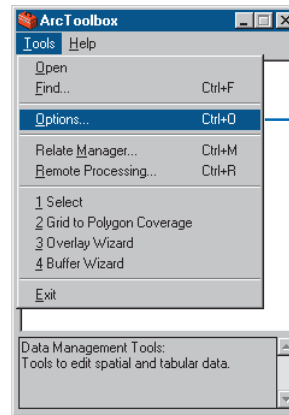 ArcToolbox
Tools Help
Open
Find... Ctrl+F
Options... Ctrl+O
Relate Manager... Ctrl+M
Remote Processing... Ctrl+R
1 Select
2 Grid to Polygon Coverage
3 Overlay Wizard
4 Buffer Wizard
Exit
Data Management Tools:
Tools to edit spatial and tabular data.